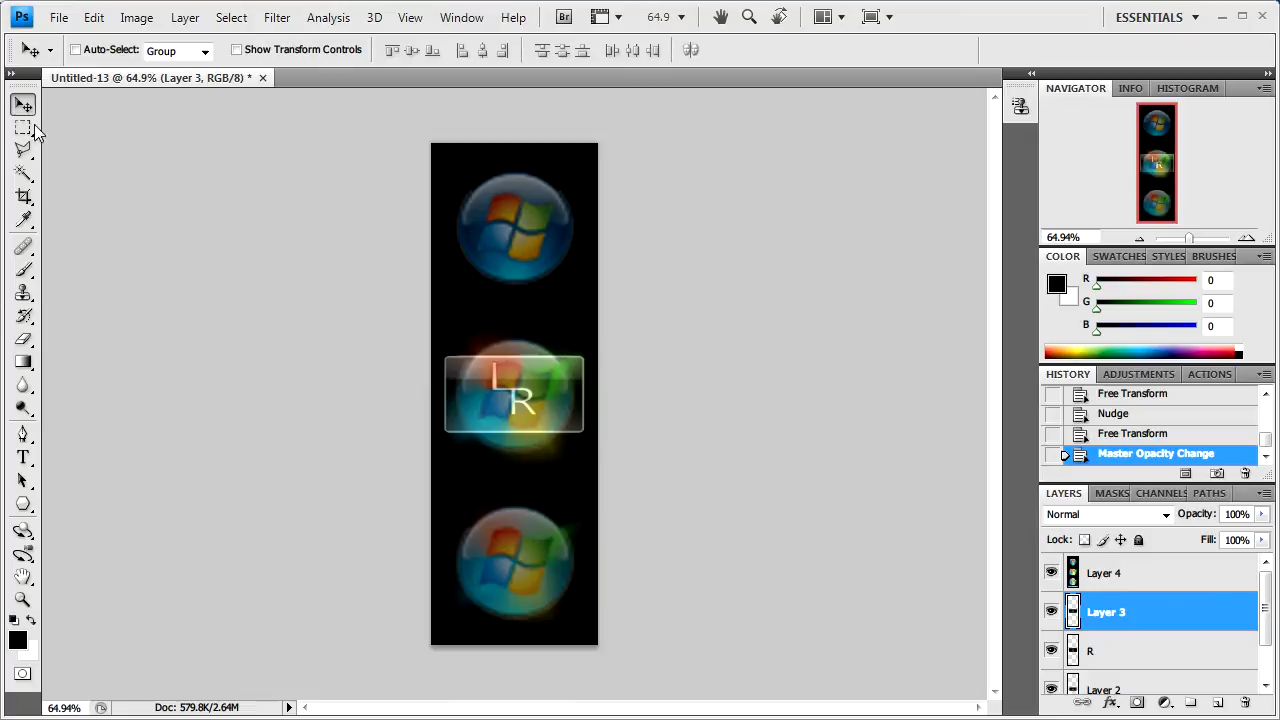 Ps File Edit Image Layer Select Filter Analysis 3D View Window Help Br 64.9 ESSENTIALS
Auto-Select: Group Show Transform Controls
Untitled-13 @ 64.9% (Layer 3, RGB/8) *
NAVIGATOR INFO HISTOGRAM
64.94%
COLOR SWATCHES STYLES BRUSHES
R 0
G 0
B 0
HISTORY ADJUSTMENTS ACTIONS
Free Transform
Nudge
Free Transform
Master Opacity Change
LAYERS MASKS CHANNELS PATHS
Normal Opacity: 100%
Lock: Fill: 100%
Layer 4
Layer 3
R
Layer 2
L
R
T
64.94% Doc: 579.8K/2.64M